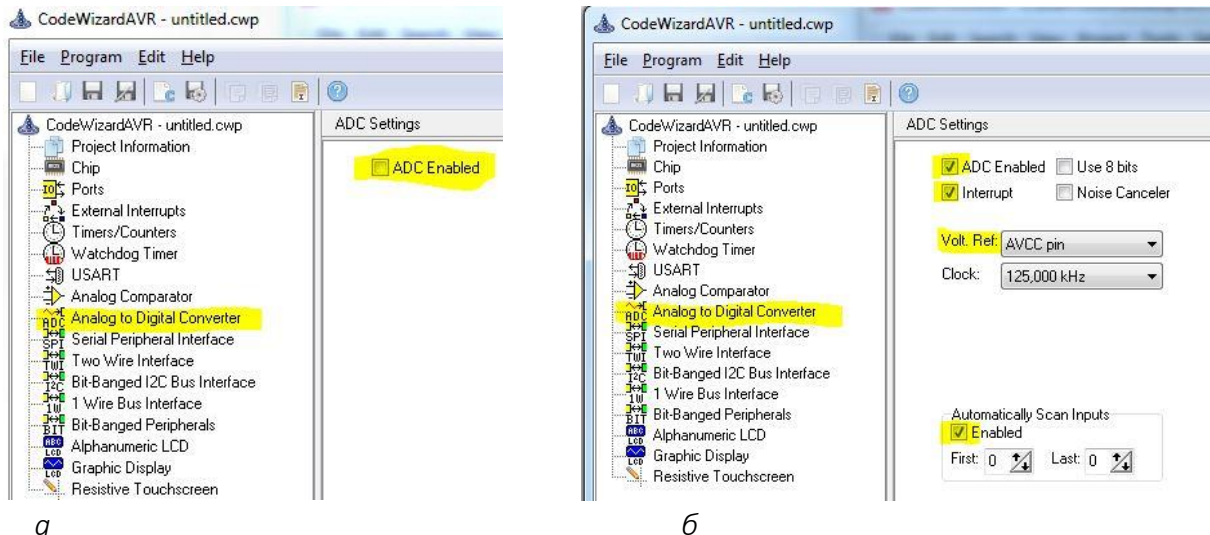 CodeWizardAVR - untitled.cwp
File Program Edit Help
CodeWizardAVR - untitled.cwp
Project Information
Chip
Ports
External Interrupts
Timers/Counters
Watchdog Timer
USART
Analog Comparator
Analog to Digital Converter
Serial Peripheral Interface
Two Wire Interface
Bit-Banged I2C Bus Interface
1 Wire Bus Interface
Bit-Banged Peripherals
Alphanumeric LCD
Graphic Display
Resistive Touchscreen
ADC Settings
ADC Enabled
а
CodeWizardAVR - untitled.cwp
File Program Edit Help
CodeWizardAVR - untitled.cwp
Project Information
Chip
Ports
External Interrupts
Timers/Counters
Watchdog Timer
USART
Analog Comparator
Analog to Digital Converter
Serial Peripheral Interface
Two Wire Interface
Bit-Banged I2C Bus Interface
1 Wire Bus Interface
Bit-Banged Peripherals
Alphanumeric LCD
Graphic Display
Resistive Touchscreen
ADC Settings
ADC Enabled Use 8 bits
Interrupt Noise Canceler
Volt. Ref: AVCC pin
Clock: 125,000 kHz
Automatically Scan Inputs
Enabled
First: 0 Last: 0
б